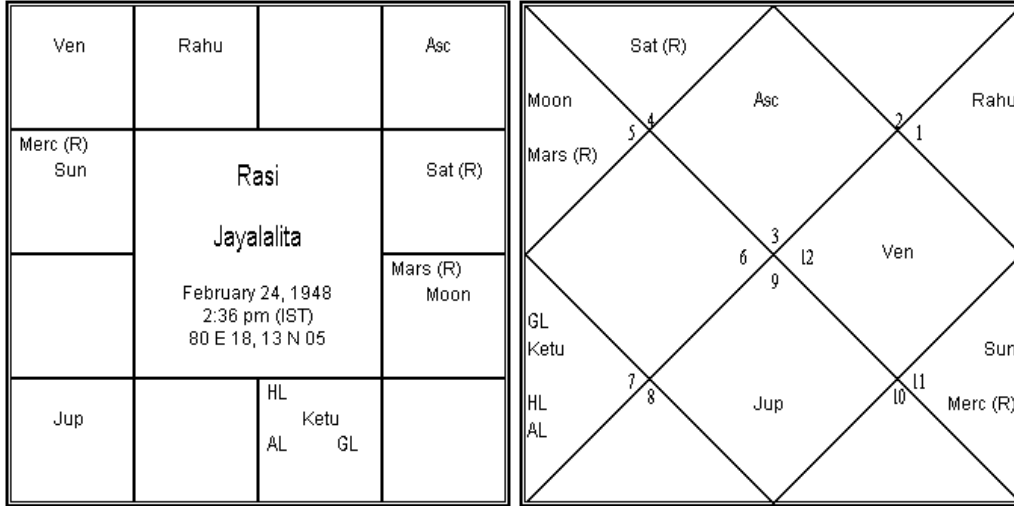 Ven
Rahu
Asc
Merc (R)
Sun
Rasi
Jayalalita
February 24, 1948
2:36 pm (IST)
80 E 18, 13 N 05
Sat (R)
Mars (R)
Moon
Jup
HL
Ketu
AL GL
Sat (R)
Moon
Asc
Rahu
4
2
5
1
Mars (R)
3
6
12
Ven
9
GL
Ketu
Sun
7
11
8
10
HL
Jup
Merc (R)
AL